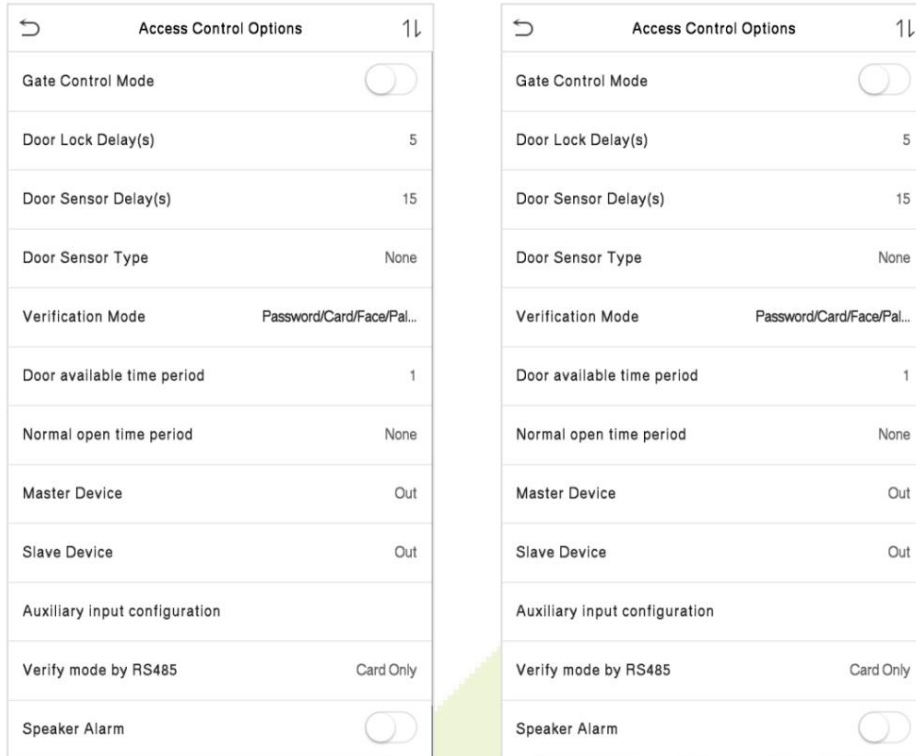 Access Control Options
Gate Control Mode
Door Lock Delay(s) 5
Door Sensor Delay(s) 15
Door Sensor Type None
Verification Mode Password/Card/Face/Pal...
Door available time period 1
Normal open time period None
Master Device Out
Slave Device Out
Auxiliary input configuration
Verify mode by RS485 Card Only
Speaker Alarm
Access Control Options
Gate Control Mode
Door Lock Delay(s) 5
Door Sensor Delay(s) 15
Door Sensor Type None
Verification Mode Password/Card/Face/Pal...
Door available time period 1
Normal open time period None
Master Device Out
Slave Device Out
Auxiliary input configuration
Verify mode by RS485 Card Only
Speaker Alarm